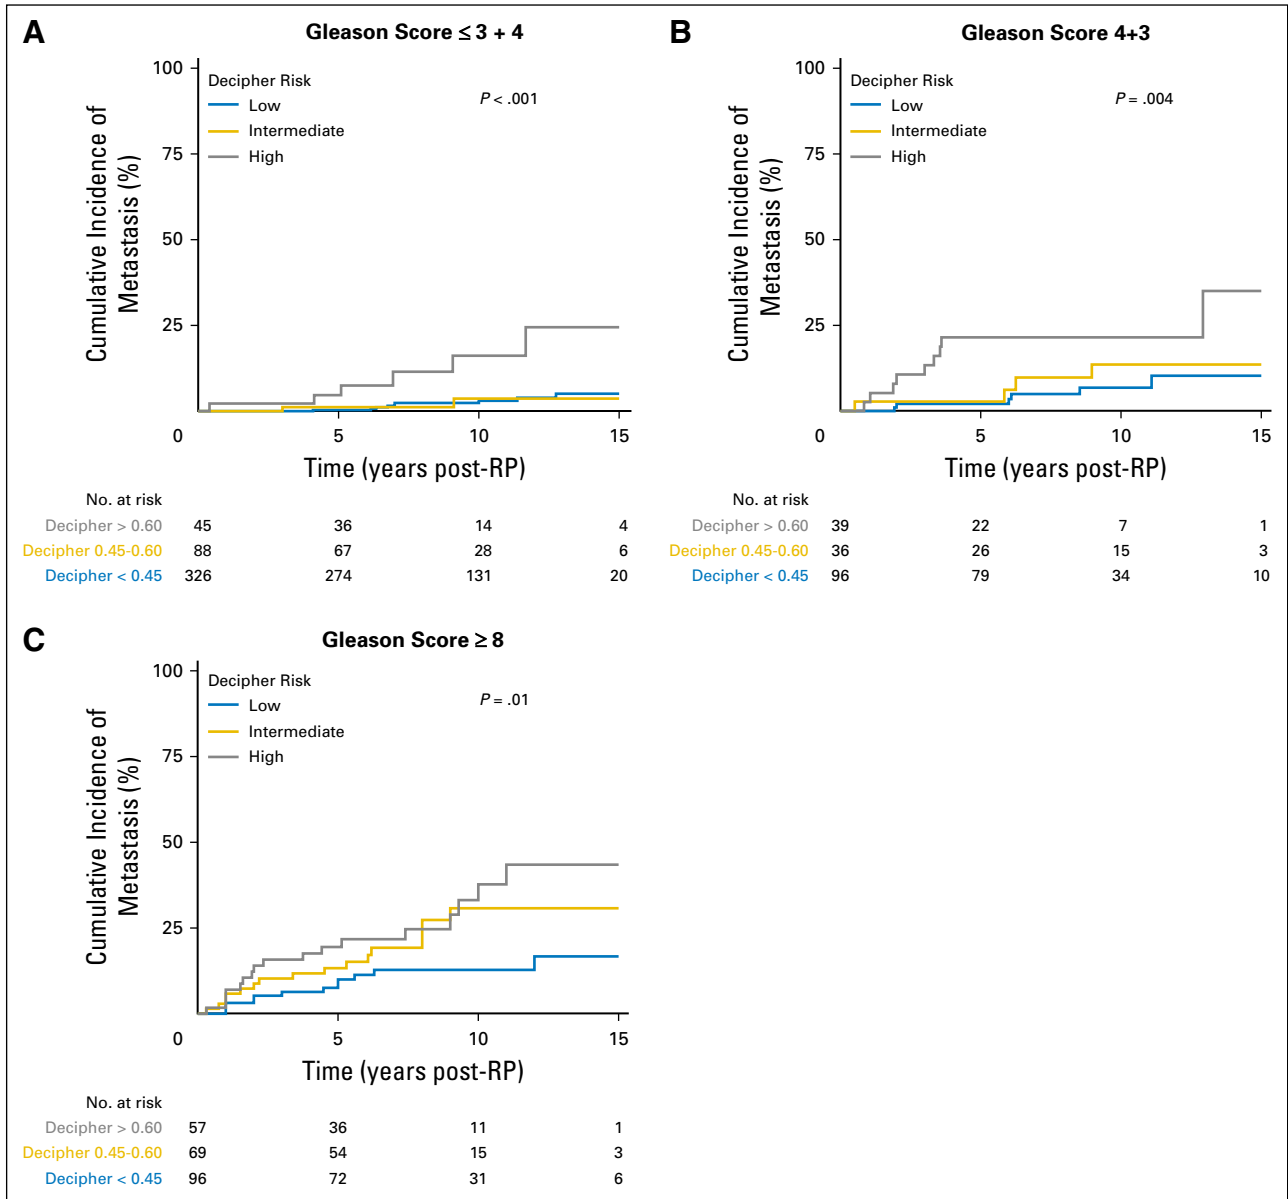 A
Gleason Score ≤ 3 + 4
Cumulative Incidence of
Metastasis (%)
100
75
50
25
0
5
10
15
Decipher Risk
Low
Intermediate
High
P < .001
Time (years post-RP)
No. at risk
Decipher > 0.60 45 36 14 4
Decipher 0.45-0.60 88 67 28 6
Decipher < 0.45 326 274 131 20
B
Gleason Score 4+3
Cumulative Incidence of
Metastasis (%)
100
75
50
25
0
5
10
15
Decipher Risk
Low
Intermediate
High
P = .004
Time (years post-RP)
No. at risk
Decipher > 0.60 39 22 7 1
Decipher 0.45-0.60 36 26 15 3
Decipher < 0.45 96 79 34 10
C
Gleason Score ≥ 8
Cumulative Incidence of
Metastasis (%)
100
75
50
25
0
5
10
15
Decipher Risk
Low
Intermediate
High
P = .01
Time (years post-RP)
No. at risk
Decipher > 0.60 57 36 11 1
Decipher 0.45-0.60 69 54 15 3
Decipher < 0.45 96 72 31 6